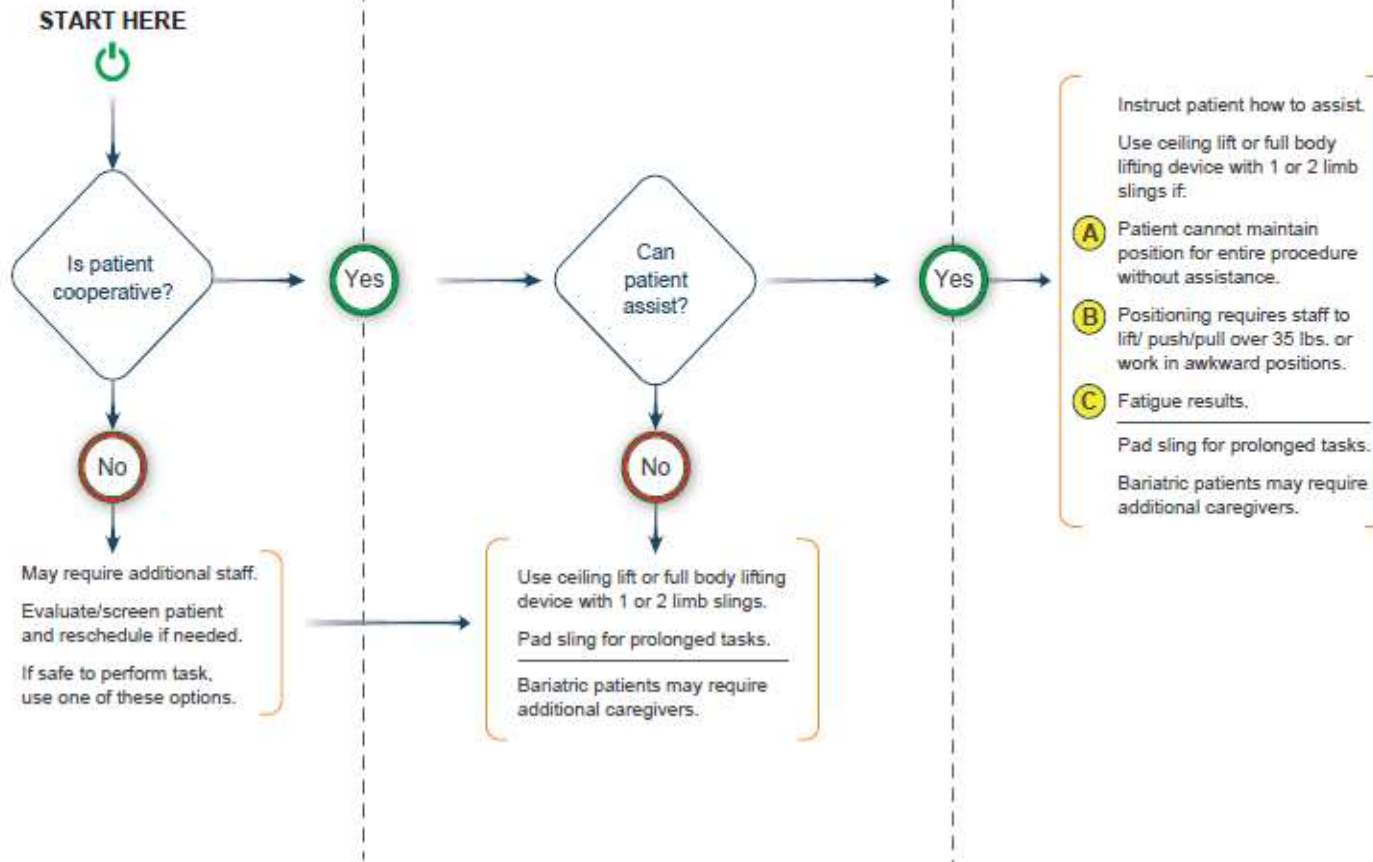 START HERE
Is patient
cooperative?
Yes
Can
patient
assist?
Yes
Instruct patient how to assist.
Use ceiling lift or full body
lifting device with 1 or 2 limb
slings if:
A Patient cannot maintain
position for entire procedure
without assistance.
B Positioning requires staff to
lift/ push/pull over 35 lbs. or
work in awkward positions.
C Fatigue results.
Pad sling for prolonged tasks.
Bariatric patients may require
additional caregivers.
No
May require additional staff.
Evaluate/screen patient
and reschedule if needed.
If safe to perform task,
use one of these options.
No
Use ceiling lift or full body lifting
device with 1 or 2 limb slings.
Pad sling for prolonged tasks.
Bariatric patients may require
additional caregivers.